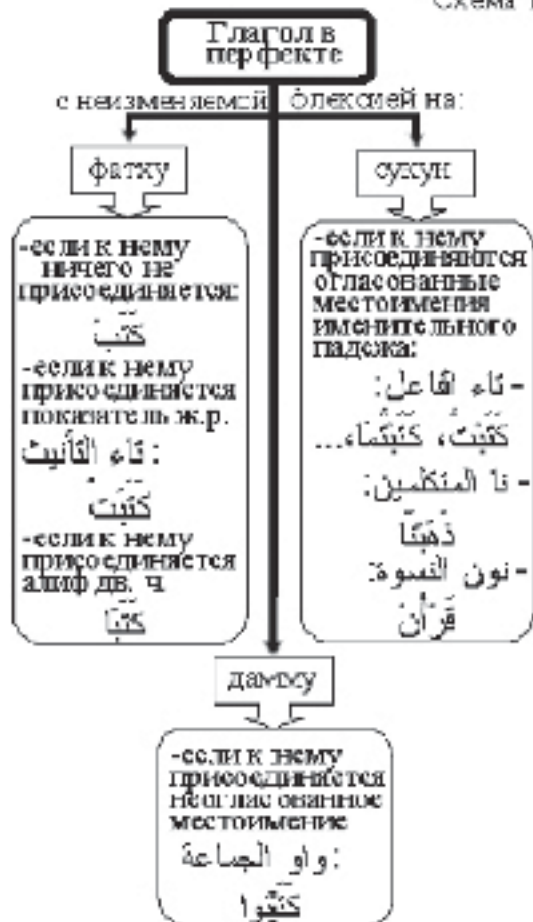 Схема 1
Глагол в
перфекте
с неизменяемой флексией на:
фатху
-если к нему
ничего не
присоединяется:
كَتَبَ
-если к нему
присоединяется
показатель ж.р.
تاء التأنيث :
كَتَبَتْ
-если к нему
присоединяется
алиф дв. ч.
كَتَبَا
сукун
-если к нему
присоединяются
огласованные
местоимения
именительного
падежа:
- تاء الفاعل:
كَتَبْتُ، كَتَبْتُمَا،...
- نا المتكلمين:
ذَهَبْنَا
- نون النسوة:
قَرَأْنَ
дамму
-если к нему
присоединяется
неогласованное
местоимение
واو الجماعة :
كَتَبُوا